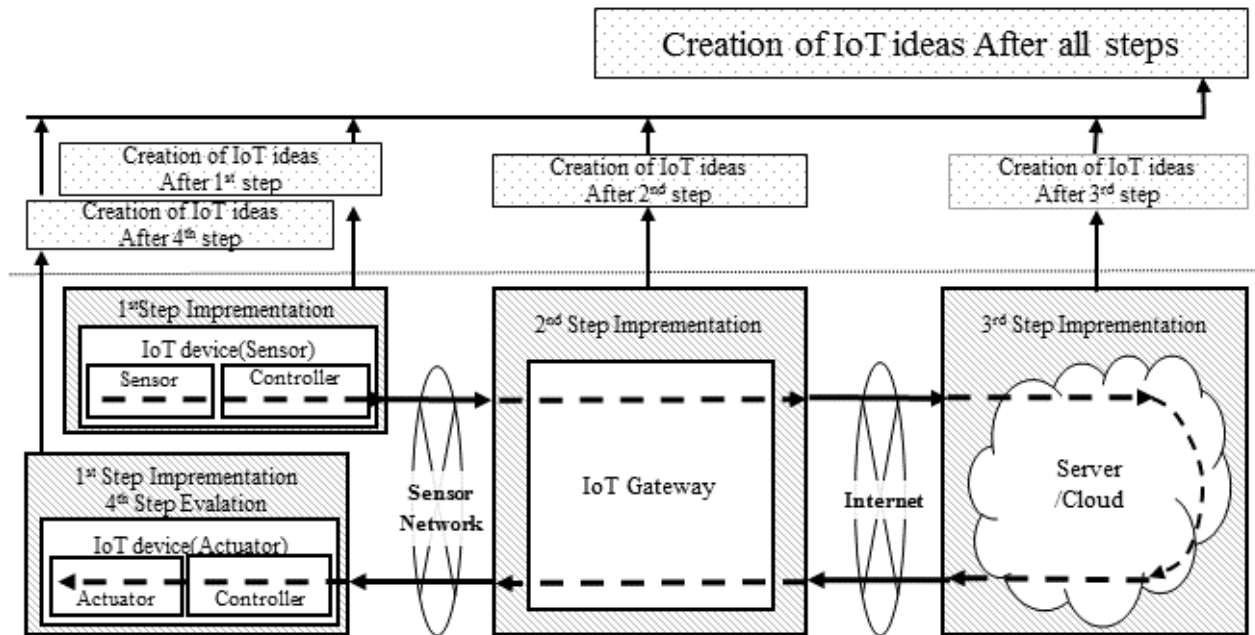 Creation of IoT ideas After all steps
Creation of IoT ideas
After 1st step
Creation of IoT ideas
After 4th step
Creation of IoT ideas
After 2nd step
Creation of IoT ideas
After 3rd step
1stStep Imprementation
IoT device(Sensor)
Sensor
Controller
2nd Step Imprementation
IoT Gateway
3rd Step Imprementation
Server
/Cloud
Sensor
Network
Internet
1st Step Imprementation
4th Step Evalation
IoT device(Actuator)
Actuator
Controller